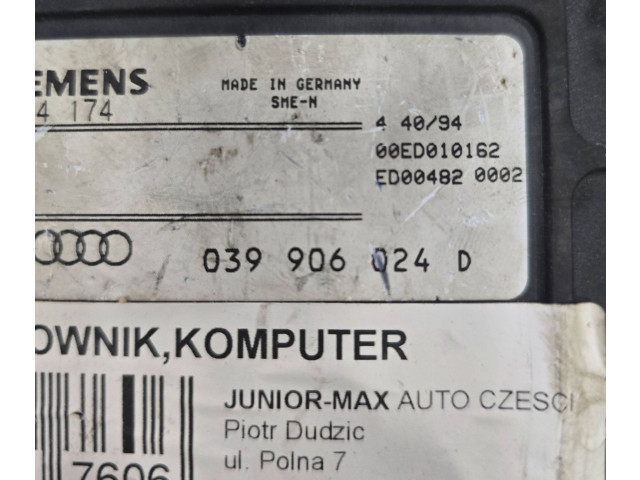 EMENS
4 174
MADE IN GERMANY
SME-N
4 40/94
00ED010162
ED00482 0002
039 906 024 D
OWNIK,KOMPUTER
JUNIOR-MAX AUTO CZESCI
Piotr Dudzic
ul. Polna 7
7606